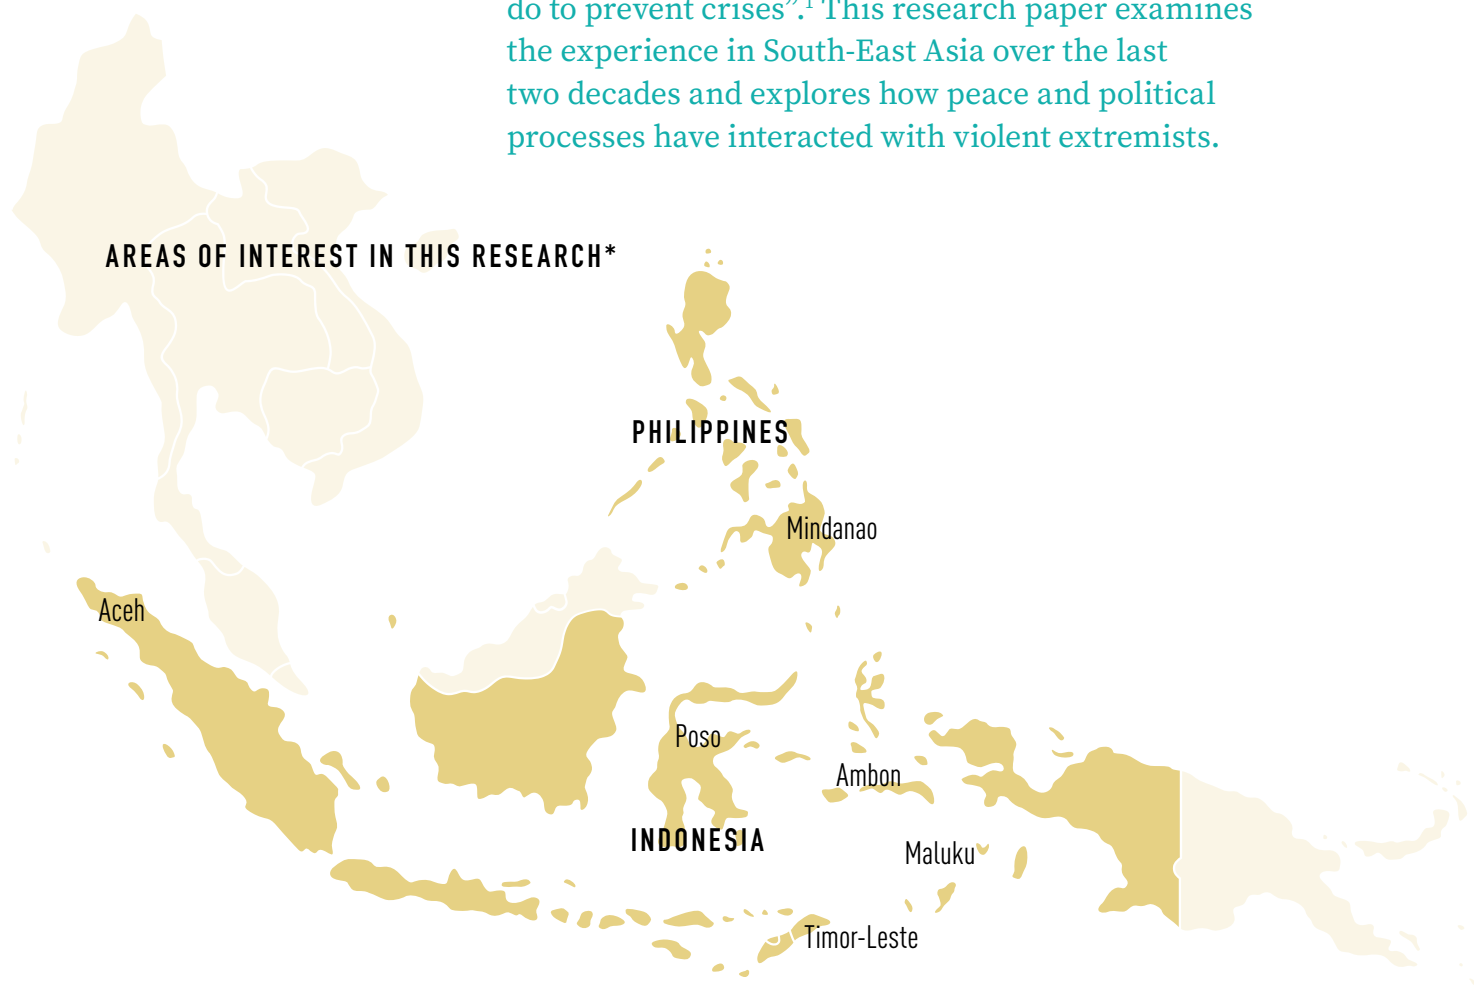 do to prevent crises”.1 This research paper examines
the experience in South-East Asia over the last
two decades and explores how peace and political
processes have interacted with violent extremists.
AREAS OF INTEREST IN THIS RESEARCH*
PHILIPPINES
Mindanao
Aceh
Poso
Ambon
INDONESIA
Maluku
Timor-Leste